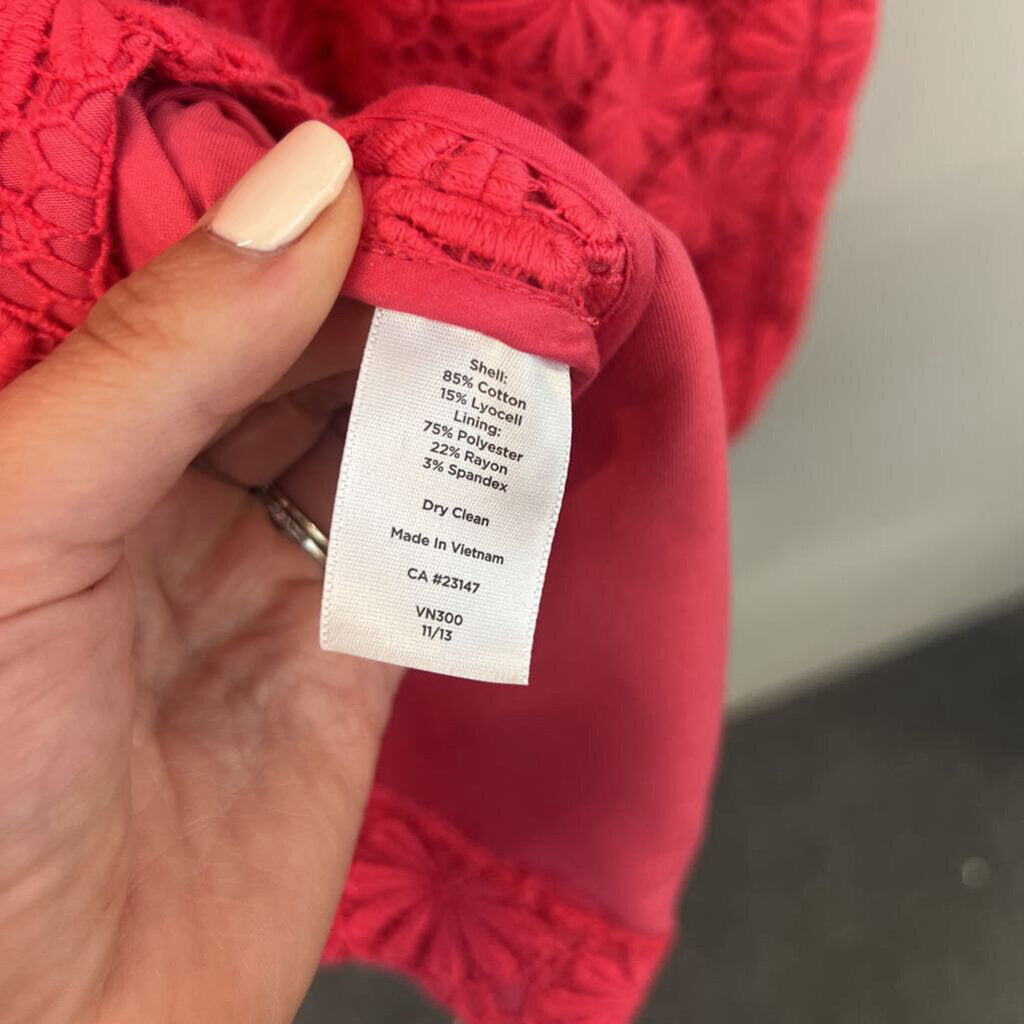 Shell:
85% Cotton
15% Lyocell
Lining:
75% Polyester
22% Rayon
3% Spandex
Dry Clean
Made In Vietnam
CA #23147
VN300
11/13